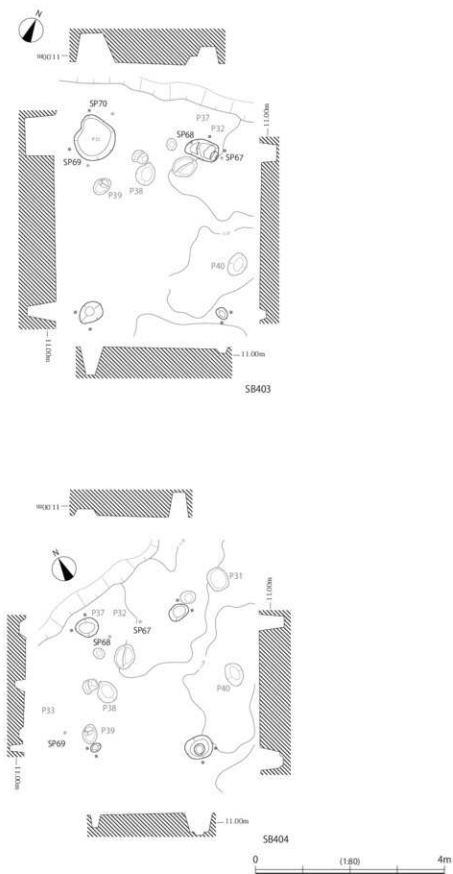 N
11.00m
SP70
P37
P32
SP68
SP67
SP69
P39
P38
11.00m
P40
11.00m
11.00m
SB403
11.00m
N
P31
P37
P32
SP67
SP68
11.00m
P40
P38
P33
P39
SP69
11.00m
11.00m
SB404
0
(1:80)
4m